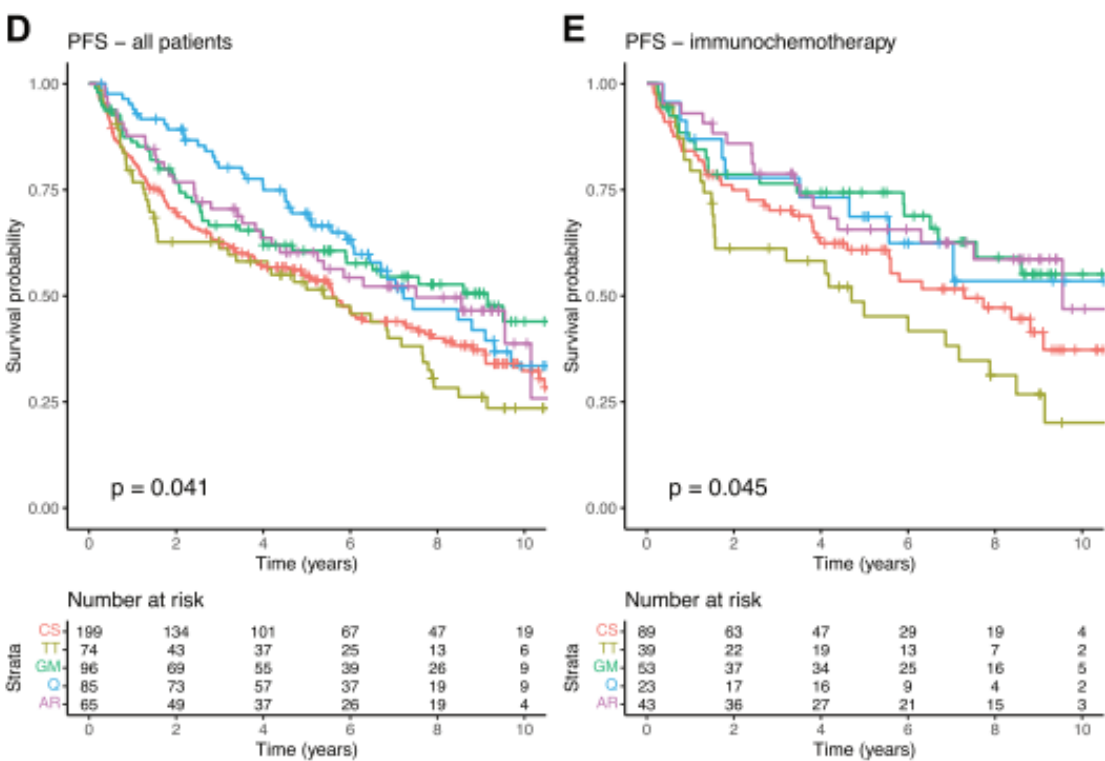 D
PFS – all patients
Survival probability
1.00
0.75
0.50
0.25
0.00
p = 0.041
0 2 4 6 8 10
Time (years)
Number at risk
Strata
CS 199 134 101 67 47 19
TT 74 43 37 25 13 6
GM 96 69 55 39 26 9
Q 85 73 57 37 19 9
AR 65 49 37 26 19 4
0 2 4 6 8 10
Time (years)
E
PFS – immunochemotherapy
Survival probability
1.00
0.75
0.50
0.25
0.00
p = 0.045
0 2 4 6 8 10
Time (years)
Number at risk
Strata
CS 89 63 47 29 19 4
TT 39 22 19 13 7 2
GM 53 37 34 25 16 5
Q 23 17 16 9 4 2
AR 43 36 27 21 15 3
0 2 4 6 8 10
Time (years)